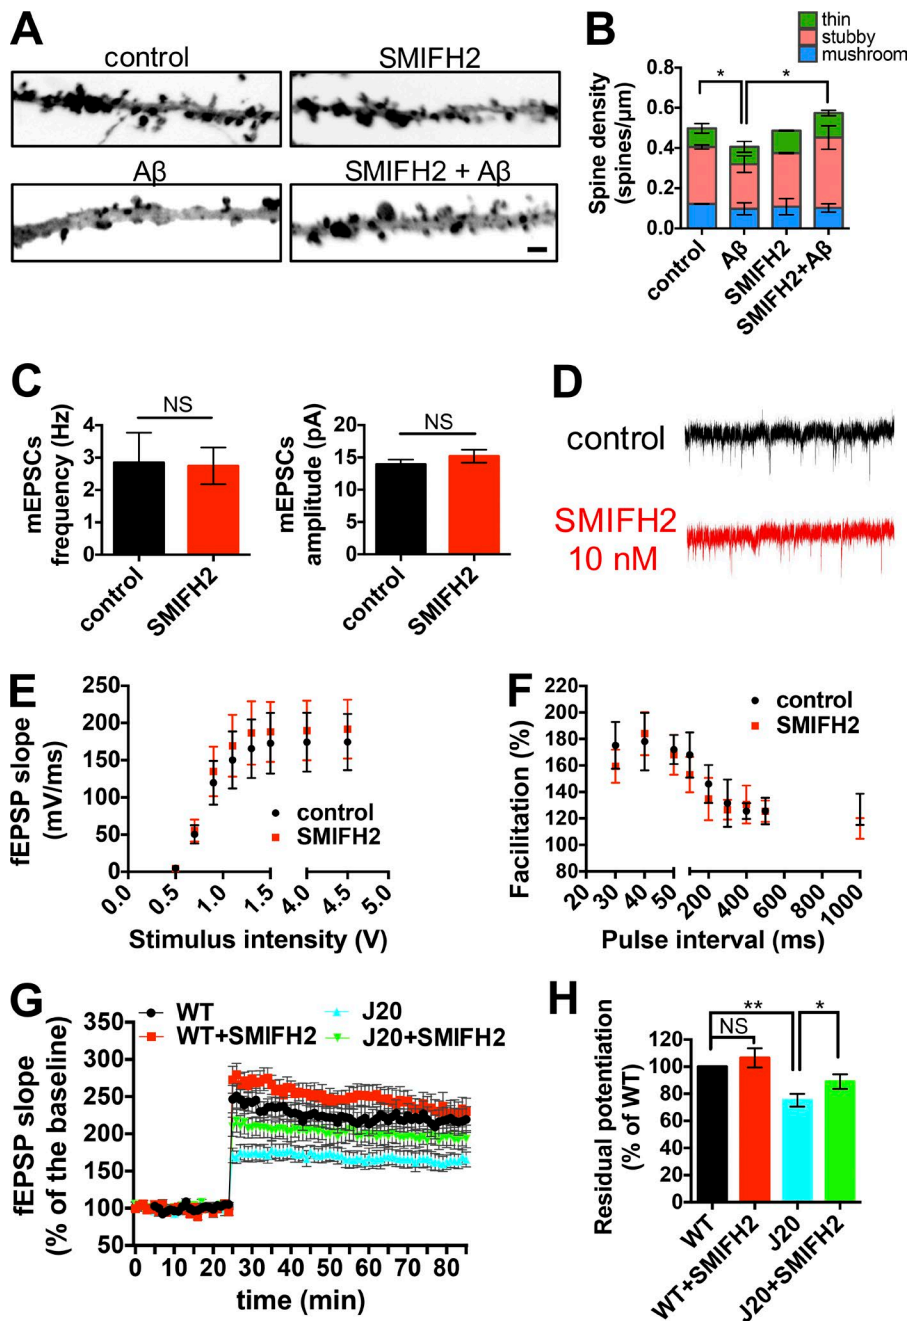 A
control
SMIFH2
Aβ
SMIFH2 + Aβ
B
thin
stubby
mushroom
Spine density
(spines/µm)
0.8
0.6
0.4
0.2
0.0
*
*
control
Aβ
SMIFH2
SMIFH2+Aβ
C
mEPSCs
frequency (Hz)
4
3
2
1
0
NS
control
SMIFH2
mEPSCs
amplitude (pA)
20
15
10
5
0
NS
control
SMIFH2
D
control
SMIFH2
10 nM
E
fEPSP slope
(mV/ms)
250
200
150
100
50
0
control
SMIFH2
0.0
0.5
1.0
1.5
4.0
4.5
5.0
Stimulus intensity (V)
F
Facilitation (%)
220
200
180
160
140
120
100
80
control
SMIFH2
20
30
40
50
200
400
600
800
1000
Pulse interval (ms)
G
WT
WT+SMIFH2
J20
J20+SMIFH2
fEPSP slope
(% of the baseline)
350
300
250
200
150
100
50
0
10
20
30
40
50
60
70
80
time (min)
H
Residual potentiation
(% of WT)
120
100
80
60
40
20
0
**
NS
*
WT
WT+SMIFH2
J20
J20+SMIFH2